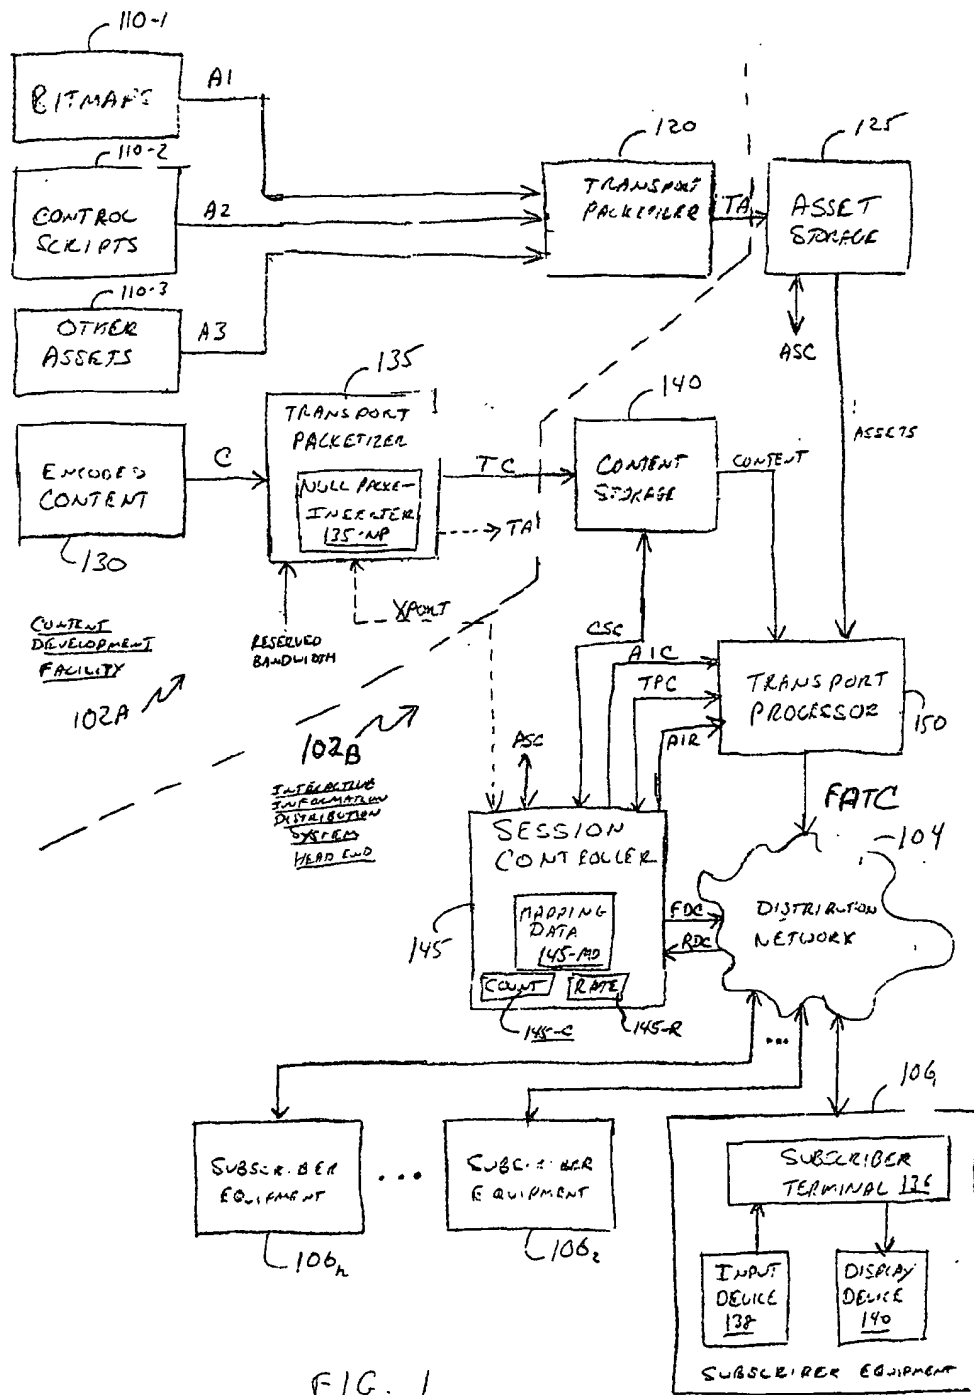 110-1
BITMAPS
A1
110-2
CONTROL
SCRIPTS
A2
110-3
OTHER
ASSETS
A3
120
TRANSPORT
PACKETIZER
TA
125
ASSET
STORAGE
ASC
ASSETS
135
TRANSPORT
PACKETIZER
NULL PACKE-
INSERTER
135-NP
C
ENCODED
CONTENT
130
TC
TA
140
CONTENT
STORAGE
CONTENT
XPORT
RESERVED
BANDWIDTH
CONTENT
DEVELOPMENT
FACILITY
102A
102B
INTERACTIVE
INFORMATION
DISTRIBUTION
SYSTEM
HEAD END
CSC
AIC
TPC
AIR
ASC
TRANSPORT
PROCESSOR
150
FATC
104
DISTRIBUTION
NETWORK
SESSION
CONTROLLER
MAPPING
DATA
145-MD
COUNT
RATE
145
145-C
145-R
FDC
RDC
...
SUBSCRIBER
EQUIPMENT
106n
...
SUBSCRIBER
EQUIPMENT
1062
1061
SUBSCRIBER
TERMINAL 136
INPUT
DEVICE
138
DISPLAY
DEVICE
140
SUBSCRIBER EQUIPMENT
FIG. 1